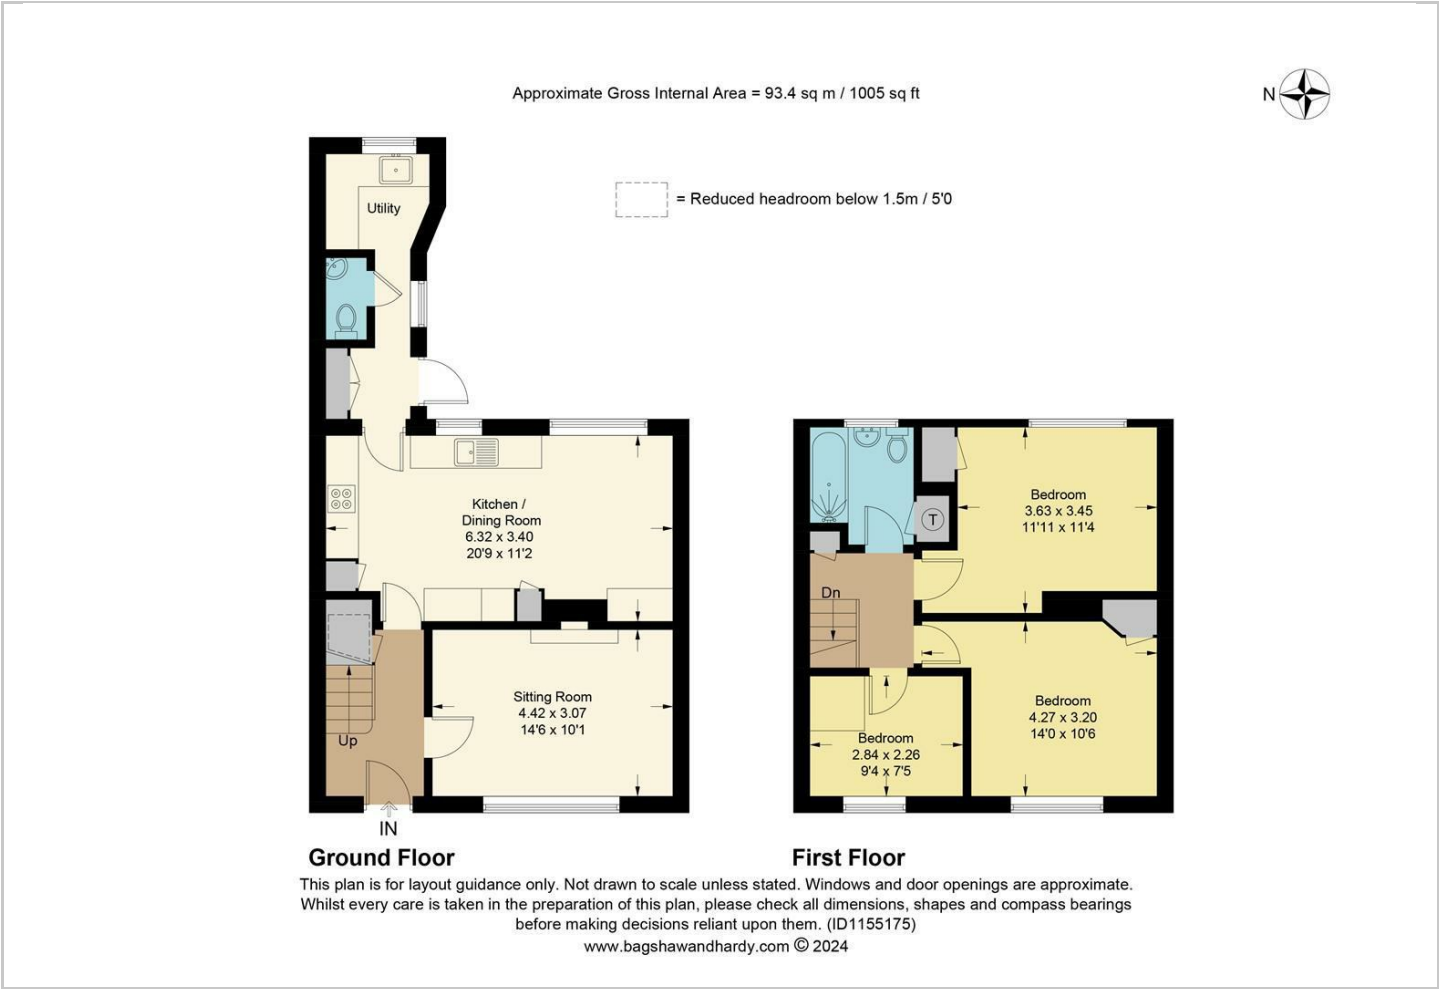 Approximate Gross Internal Area = 93.4 sq m / 1005 sq ft
N
= Reduced headroom below 1.5m / 5'0
Utility
Kitchen /
Dining Room
6.32 x 3.40
20'9 x 11'2
Sitting Room
4.42 x 3.07
14'6 x 10'1
Up
IN
Ground Floor
T
Bedroom
3.63 x 3.45
11'11 x 11'4
Dn
Bedroom
4.27 x 3.20
14'0 x 10'6
Bedroom
2.84 x 2.26
9'4 x 7'5
First Floor
This plan is for layout guidance only. Not drawn to scale unless stated. Windows and door openings are approximate.
Whilst every care is taken in the preparation of this plan, please check all dimensions, shapes and compass bearings
before making decisions reliant upon them. (ID1155175)
www.bagshawandhardy.com © 2024